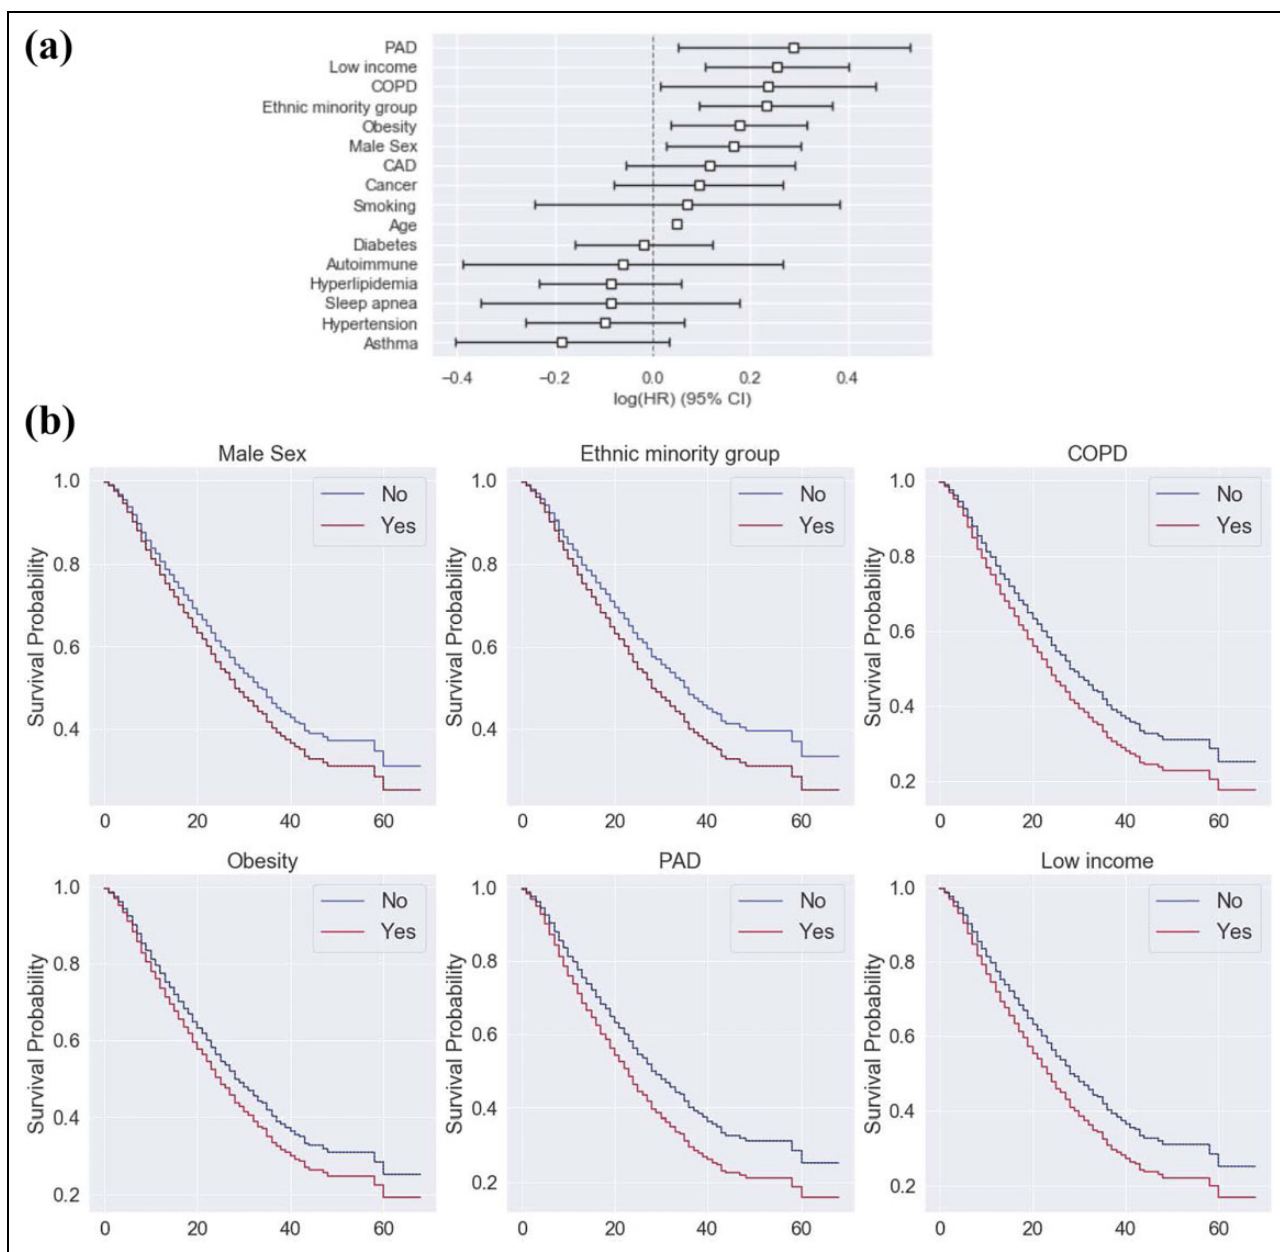 (a)
PAD
Low income
COPD
Ethnic minority group
Obesity
Male Sex
CAD
Cancer
Smoking
Age
Diabetes
Autoimmune
Hyperlipidemia
Sleep apnea
Hypertension
Asthma
−0.4 −0.2 0.0 0.2 0.4
log(HR) (95% CI)
(b)
Male Sex
Survival Probability
1.0
0.8
0.6
0.4
No
Yes
0 20 40 60
Ethnic minority group
Survival Probability
1.0
0.8
0.6
0.4
No
Yes
0 20 40 60
COPD
Survival Probability
1.0
0.8
0.6
0.4
0.2
No
Yes
0 20 40 60
Obesity
Survival Probability
1.0
0.8
0.6
0.4
0.2
No
Yes
0 20 40 60
PAD
Survival Probability
1.0
0.8
0.6
0.4
0.2
No
Yes
0 20 40 60
Low income
Survival Probability
1.0
0.8
0.6
0.4
0.2
No
Yes
0 20 40 60